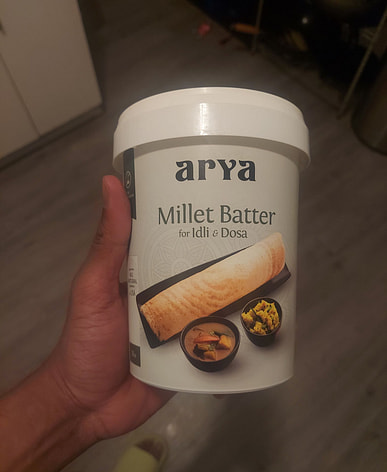 arya
Millet Batter
for Idli & Dosa